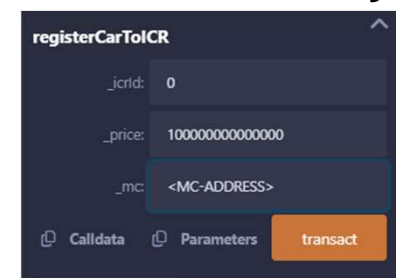 registerCarToICR
_icrId: 0
_price: 100000000000000
_mc: <MC-ADDRESS>
Calldata Parameters transact